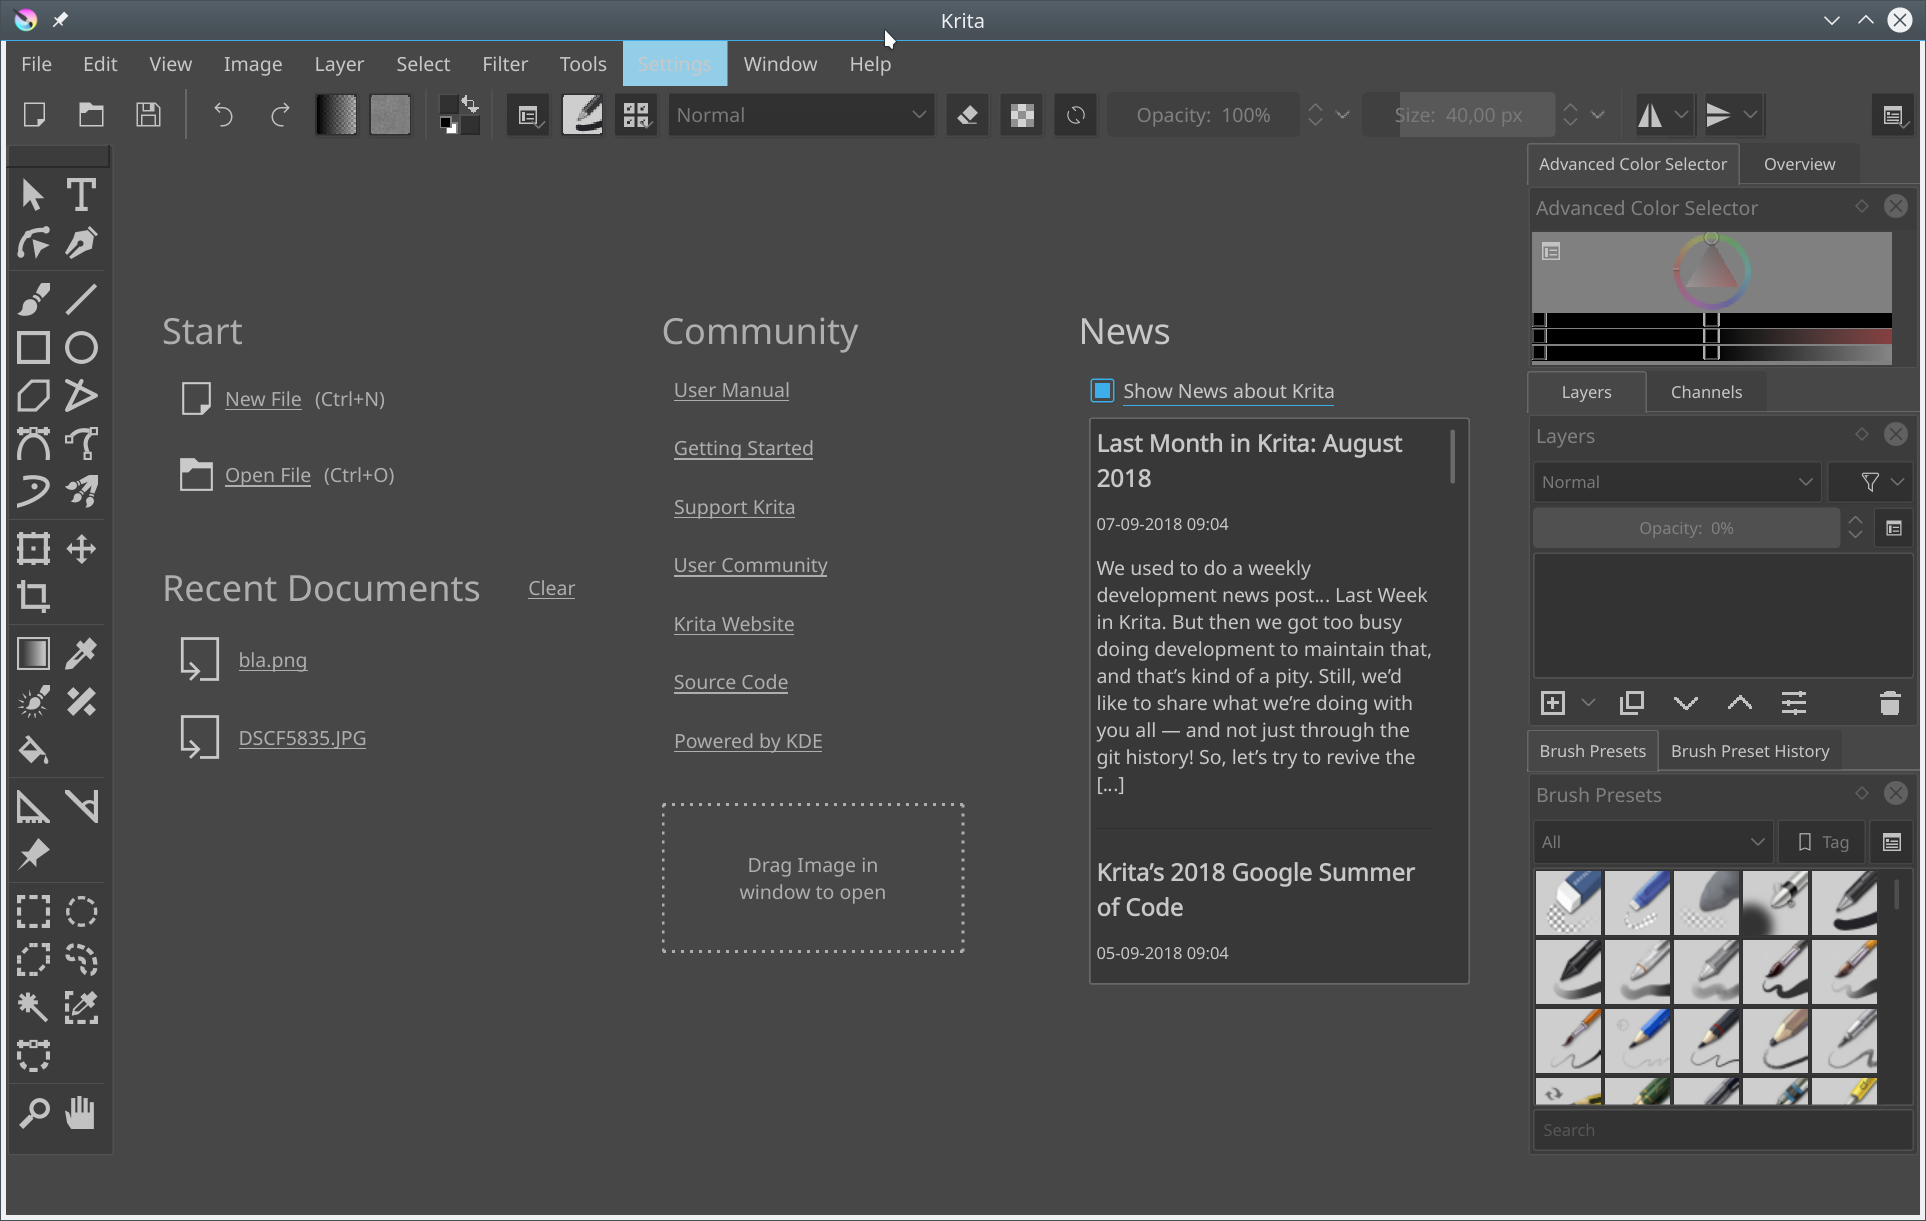 Krita
File Edit View Image Layer Select Filter Tools Settings Window Help
Normal
Opacity: 100%
Size: 40,00 px
Start
New File (Ctrl+N)
Open File (Ctrl+O)
Recent Documents Clear
bla.png
DSCF5835.JPG
Community
User Manual
Getting Started
Support Krita
User Community
Krita Website
Source Code
Powered by KDE
Drag Image in
window to open
News
Show News about Krita
Last Month in Krita: August
2018
07-09-2018 09:04
We used to do a weekly
development news post… Last Week
in Krita. But then we got too busy
doing development to maintain that,
and that’s kind of a pity. Still, we’d
like to share what we’re doing with
you all — and not just through the
git history! So, let’s try to revive the
[...]
Krita’s 2018 Google Summer
of Code
05-09-2018 09:04
Advanced Color Selector Overview
Advanced Color Selector
Layers Channels
Layers
Normal
Opacity: 0%
Brush Presets Brush Preset History
Brush Presets
All Tag
Search